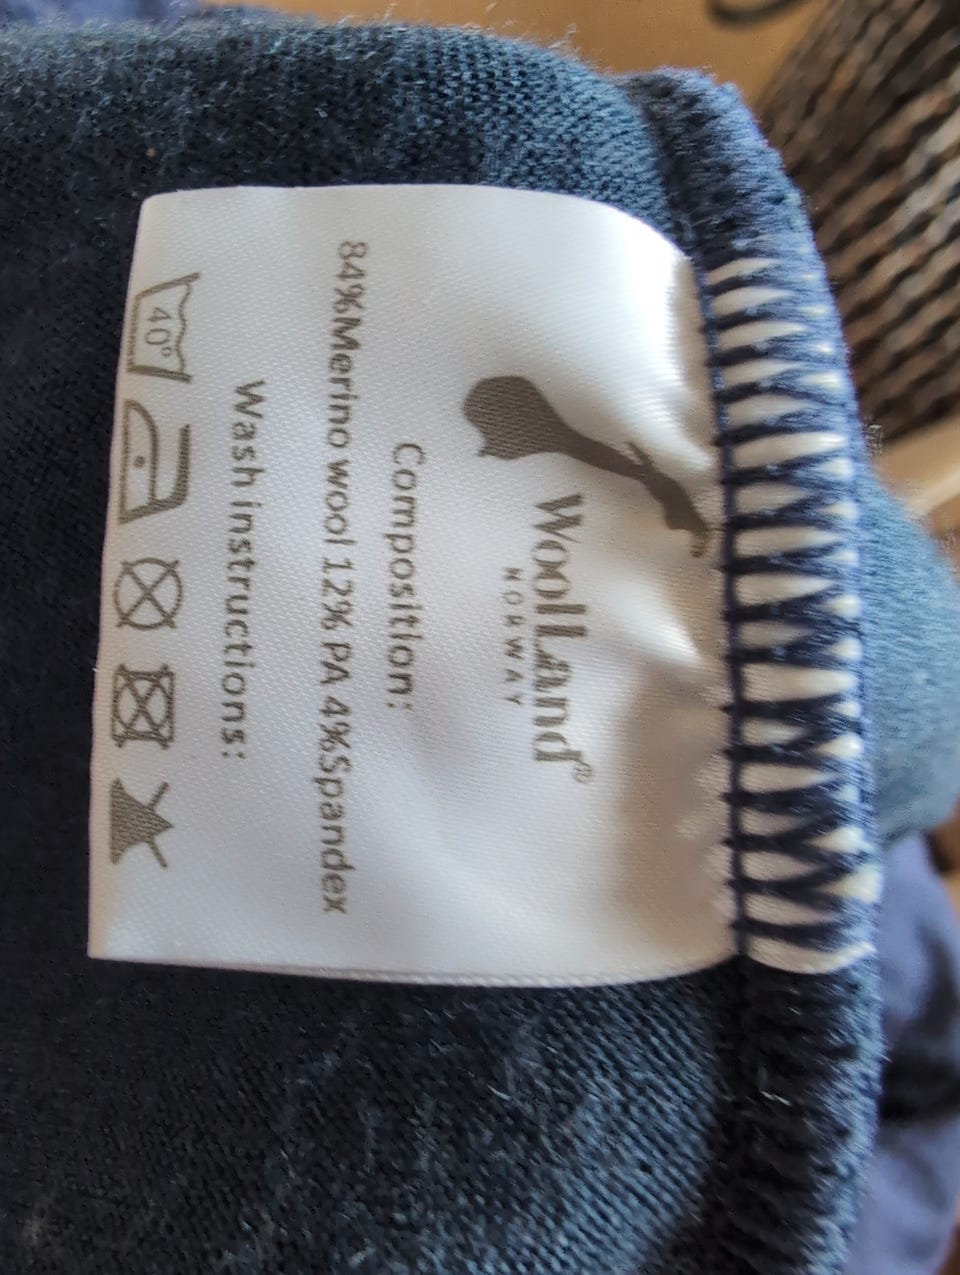 WoolLand®
NORWAY
Composition:
84%Merino wool 12% PA 4%Spandex
Wash instructions:
40°